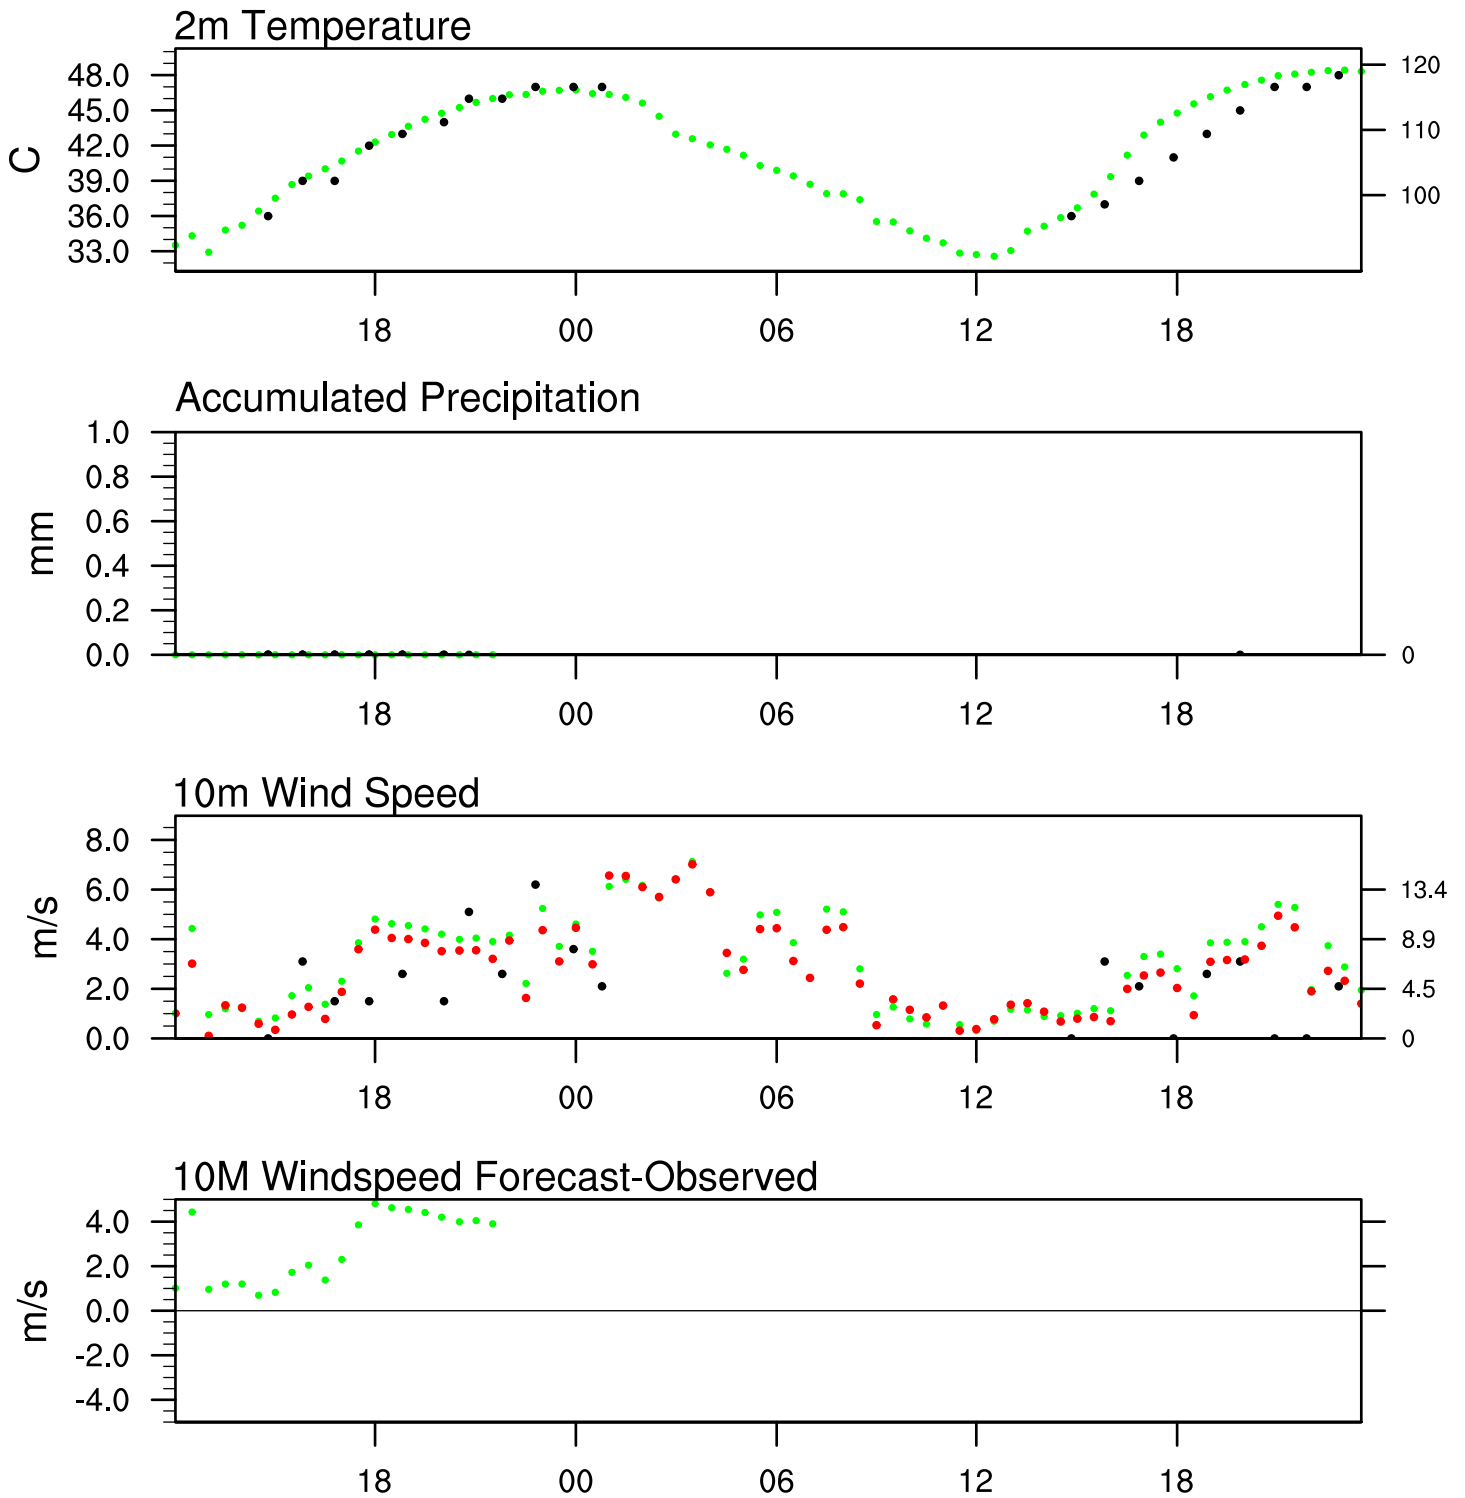 2m Temperature
48.0
45.0
42.0
39.0
36.0
33.0
C
120
110
100
18 00 06 12 18
Accumulated Precipitation
1.0
0.8
0.6
0.4
0.2
0.0
mm
0
18 00 06 12 18
10m Wind Speed
8.0
6.0
4.0
2.0
0.0
m/s
13.4
8.9
4.5
0
18 00 06 12 18
10M Windspeed Forecast-Observed
4.0
2.0
0.0
-2.0
-4.0
m/s
18 00 06 12 18